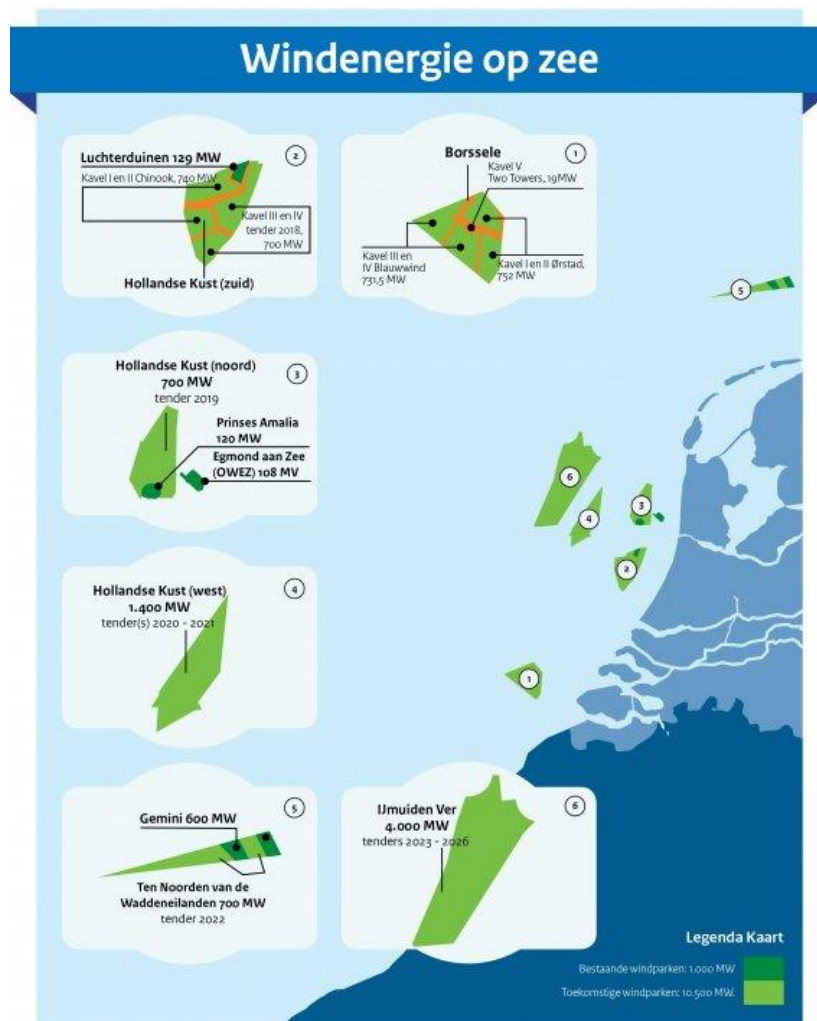 Windenergie op zee
Luchterduinen 129 MW
2
Kavel I en II Chinook, 740 MW
Kavel III en IV
tender 2018,
700 MW
Hollandse Kust (zuid)
Borssele
1
Kavel V
Two Towers, 19MW
Kavel III en
IV Blauwwind
731,5 MW
Kavel I en II Ørstad,
752 MW
5
Hollandse Kust (noord)
700 MW
tender 2019
3
Prinses Amalia
120 MW
Egmond aan Zee
(OWEZ) 108 MV
6
4
3
2
1
Hollandse Kust (west)
1.400 MW
tender(s) 2020 - 2021
4
Gemini 600 MW
5
Ten Noorden van de
Waddeneilanden 700 MW
tender 2022
IJmuiden Ver
4.000 MW
tenders 2023 - 2026
6
Legenda Kaart
Bestaande windparken: 1.000 MW
Toekomstige windparken: 10.500 MW.